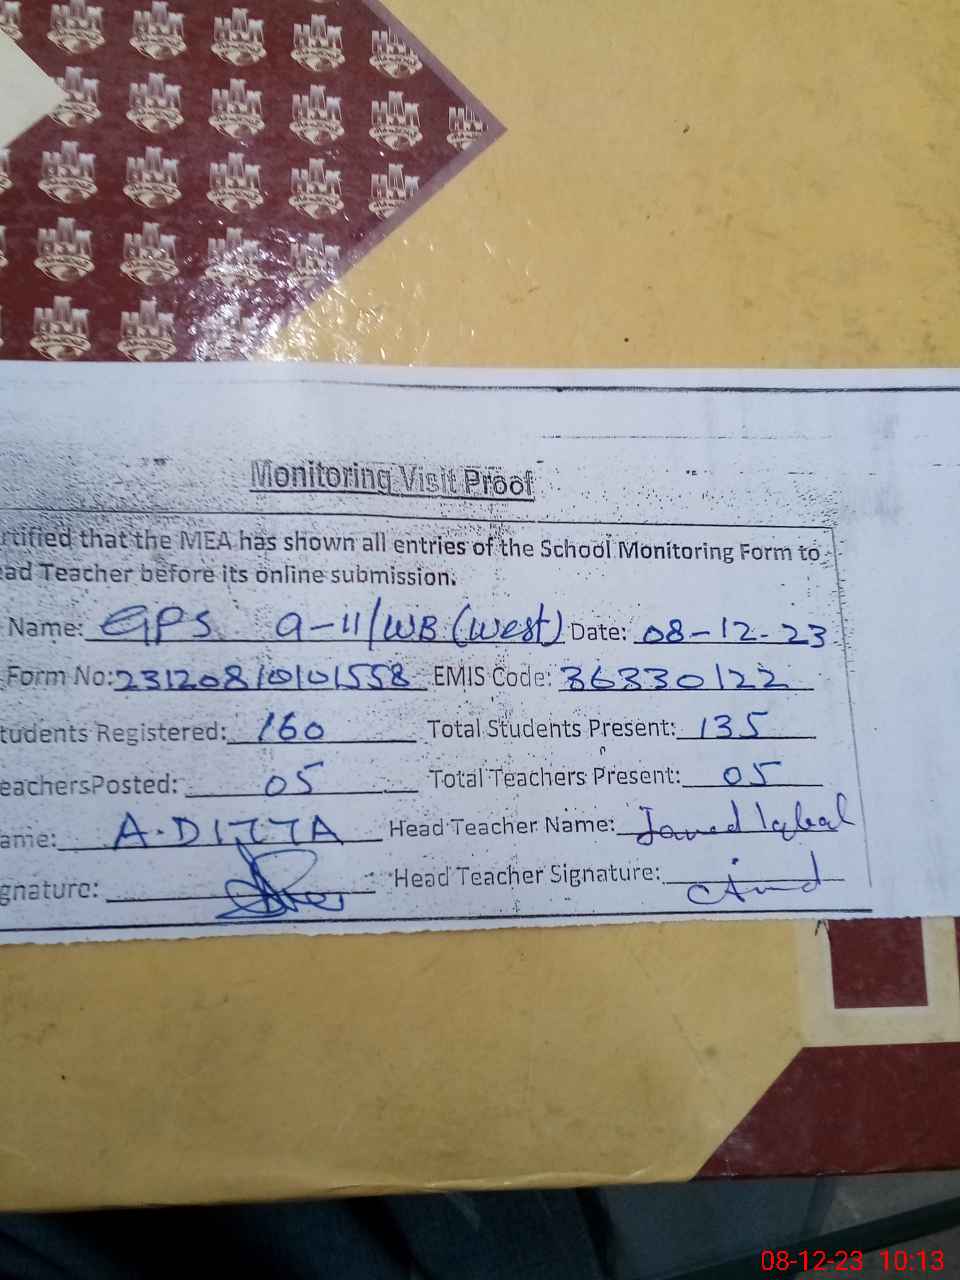 Monitoring Visit Proof
rtified that the MEA has shown all entries of the School Monitoring Form to
ead Teacher before its online submission.
Name: GPS 9-11/WB (West) Date: 08-12-23
Form No: 23120810101558 EMIS Code: 36330122
tudents Registered: 160 Total Students Present: 135
eachersPosted: 05 Total Teachers Present: 05
ame: A.DITTA Head Teacher Name: Javed Iqbal
gnature: Head Teacher Signature:
08-12-23 10:13